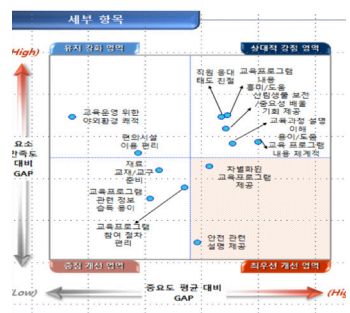 세부 항목
(High)
유지 강화 영역
상대적 강점 영역
직원 응대
태도 친절
교육프로그램
내용
흥미/도움
산림생물 보전
/중요성 배울
기회 제공
교육운영 위한
야외환경 쾌적
교육과정 설명
이해
용이/도움
교육 프로그램
내용 체계적
편의시설
이용 편리
요소
만족도
대비
GAP
재료
교재/교구
준비
차별화된
교육프로그램
제공
교육프로그램
관련 정보
습득 용이
교육프로그램
참여 절차
편리
안전 관련
설명 제공
중점 개선 영역
최우선 개선 영역
(Low)
중요도 평균 대비
GAP
(Hig